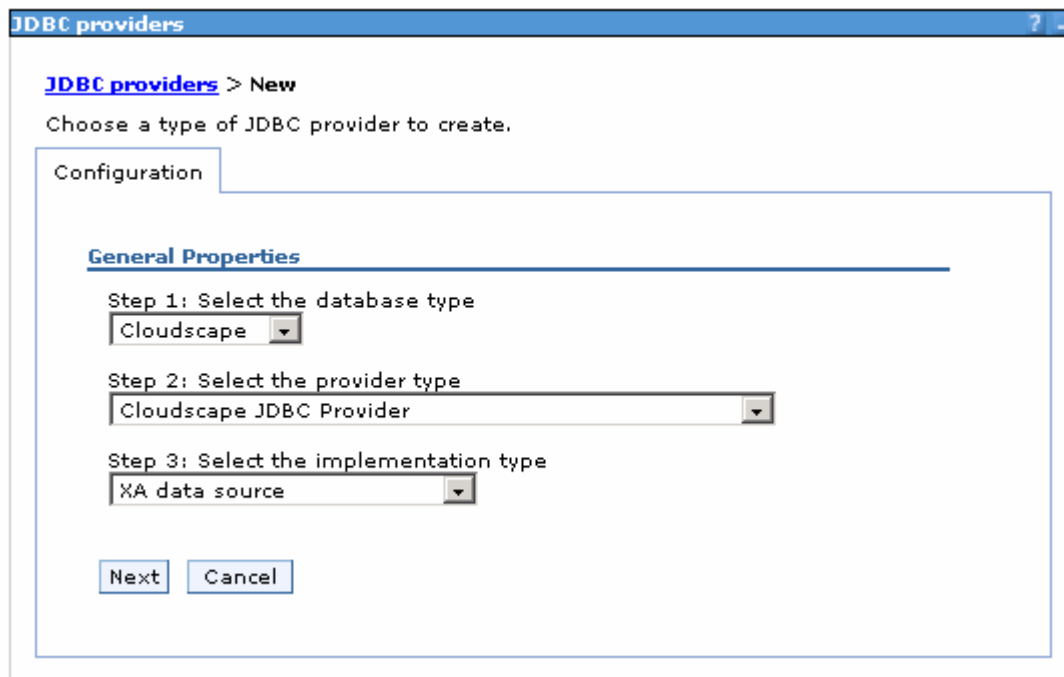 JDBC providers ? -
JDBC providers > New
Choose a type of JDBC provider to create.
Configuration
General Properties
Step 1: Select the database type
Cloudscape
Step 2: Select the provider type
Cloudscape JDBC Provider
Step 3: Select the implementation type
XA data source
Next Cancel